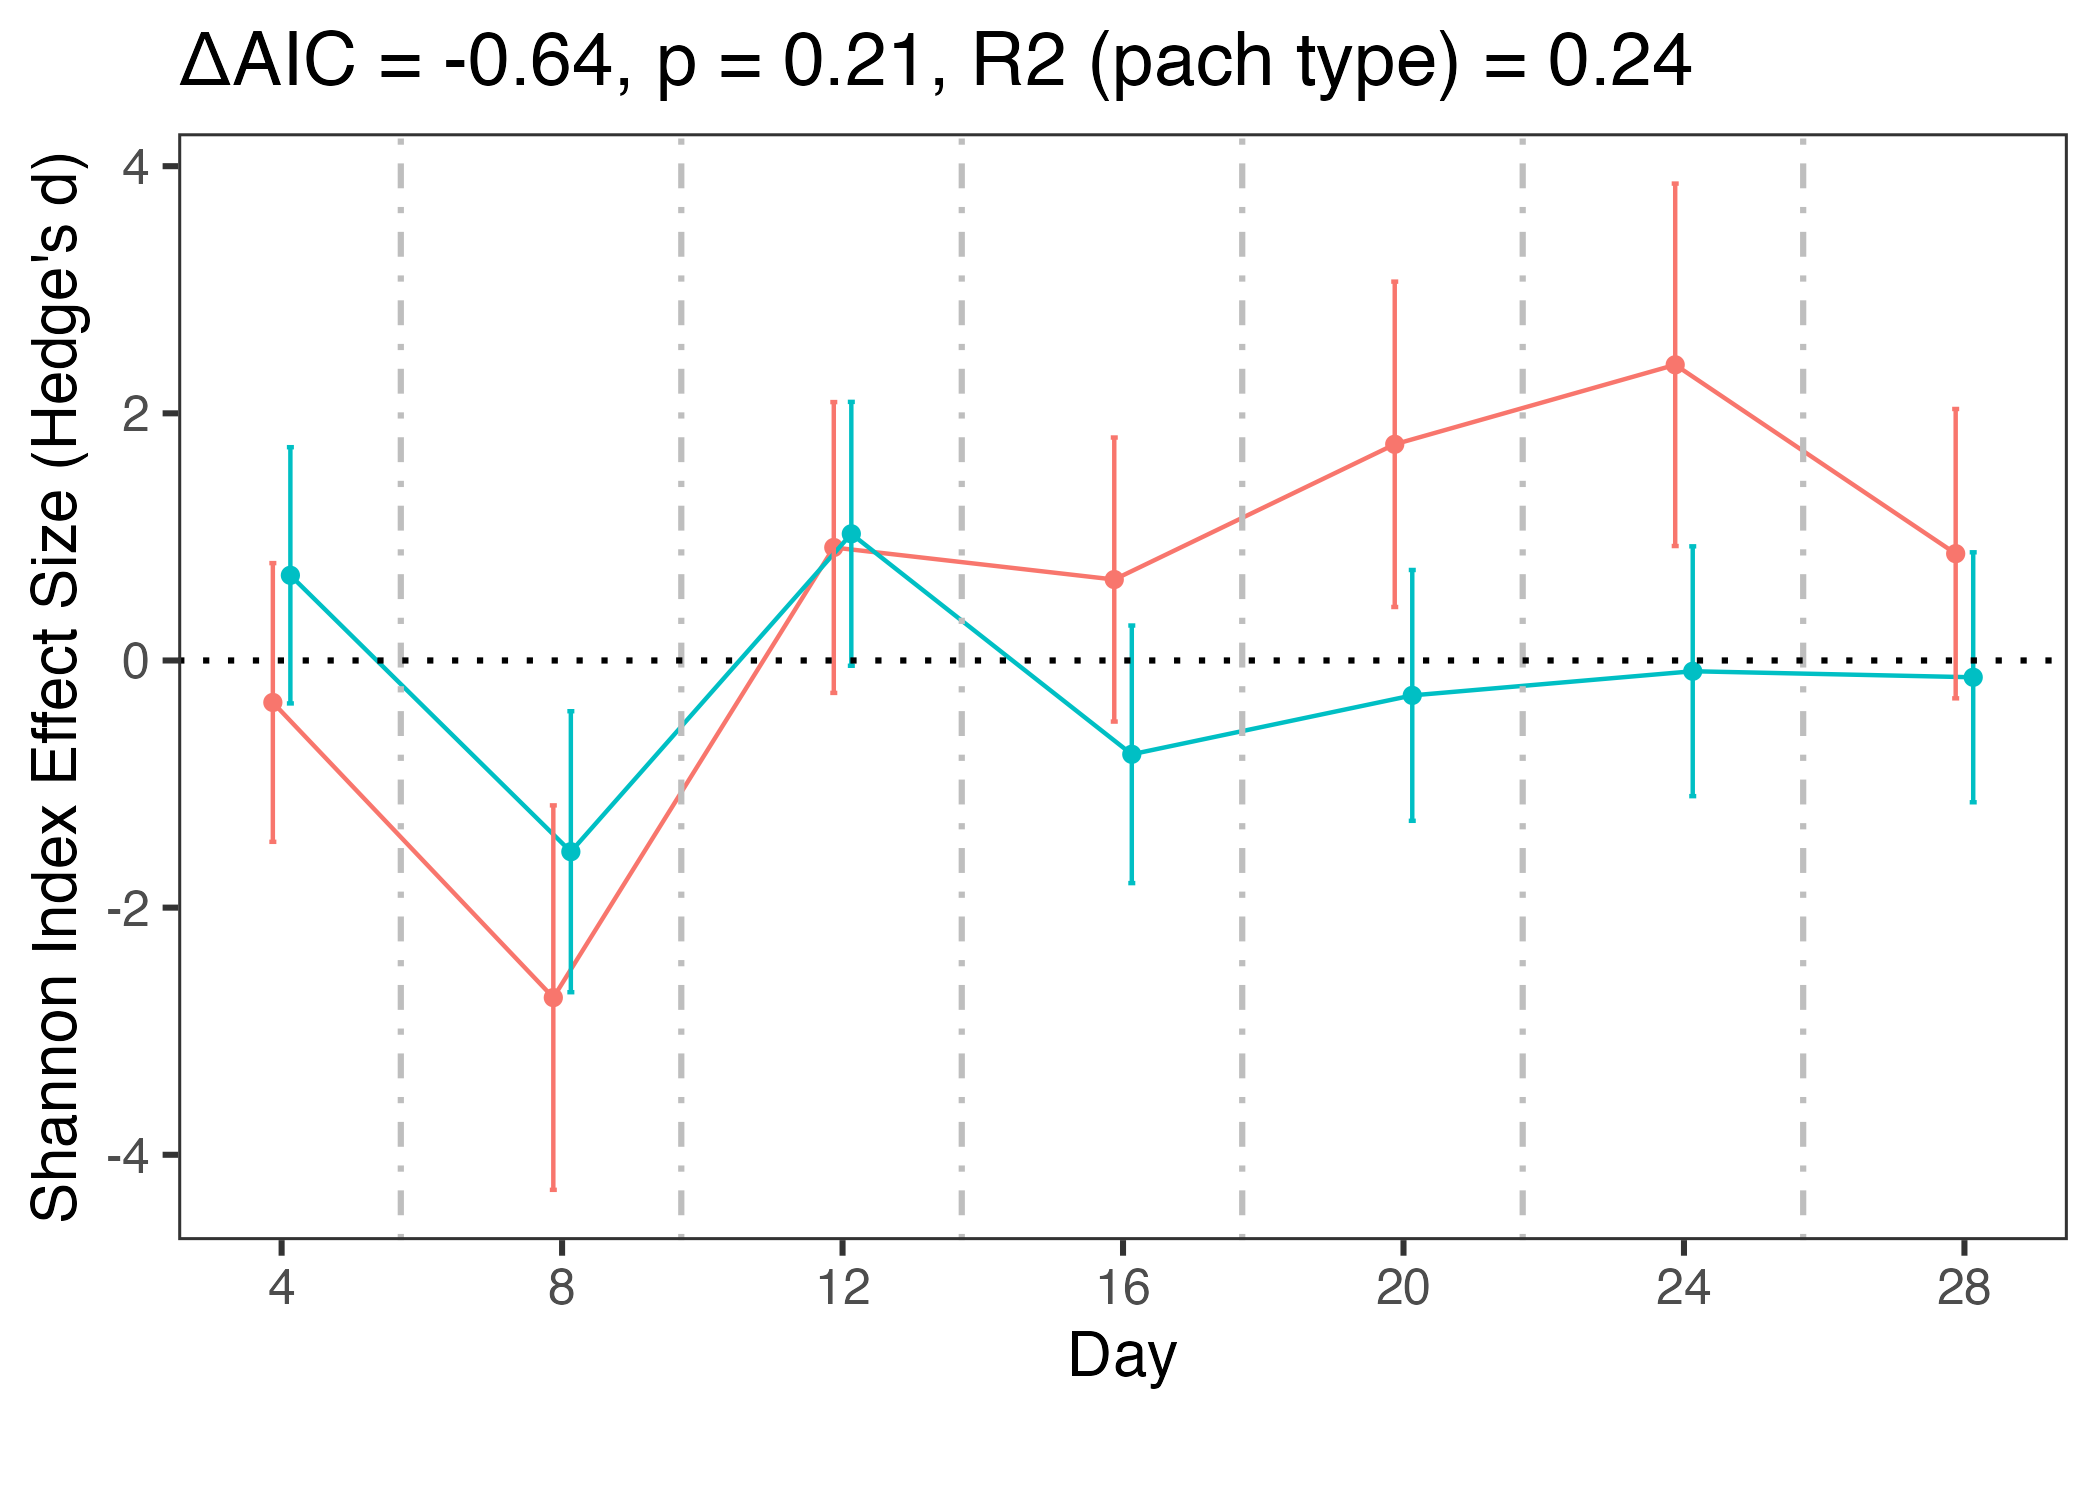 ΔAIC = -0.64, p = 0.21, R2 (pach type) = 0.24
Shannon Index Effect Size (Hedge's d)
4
2
0
-2
-4
4 8 12 16 20 24 28
Day